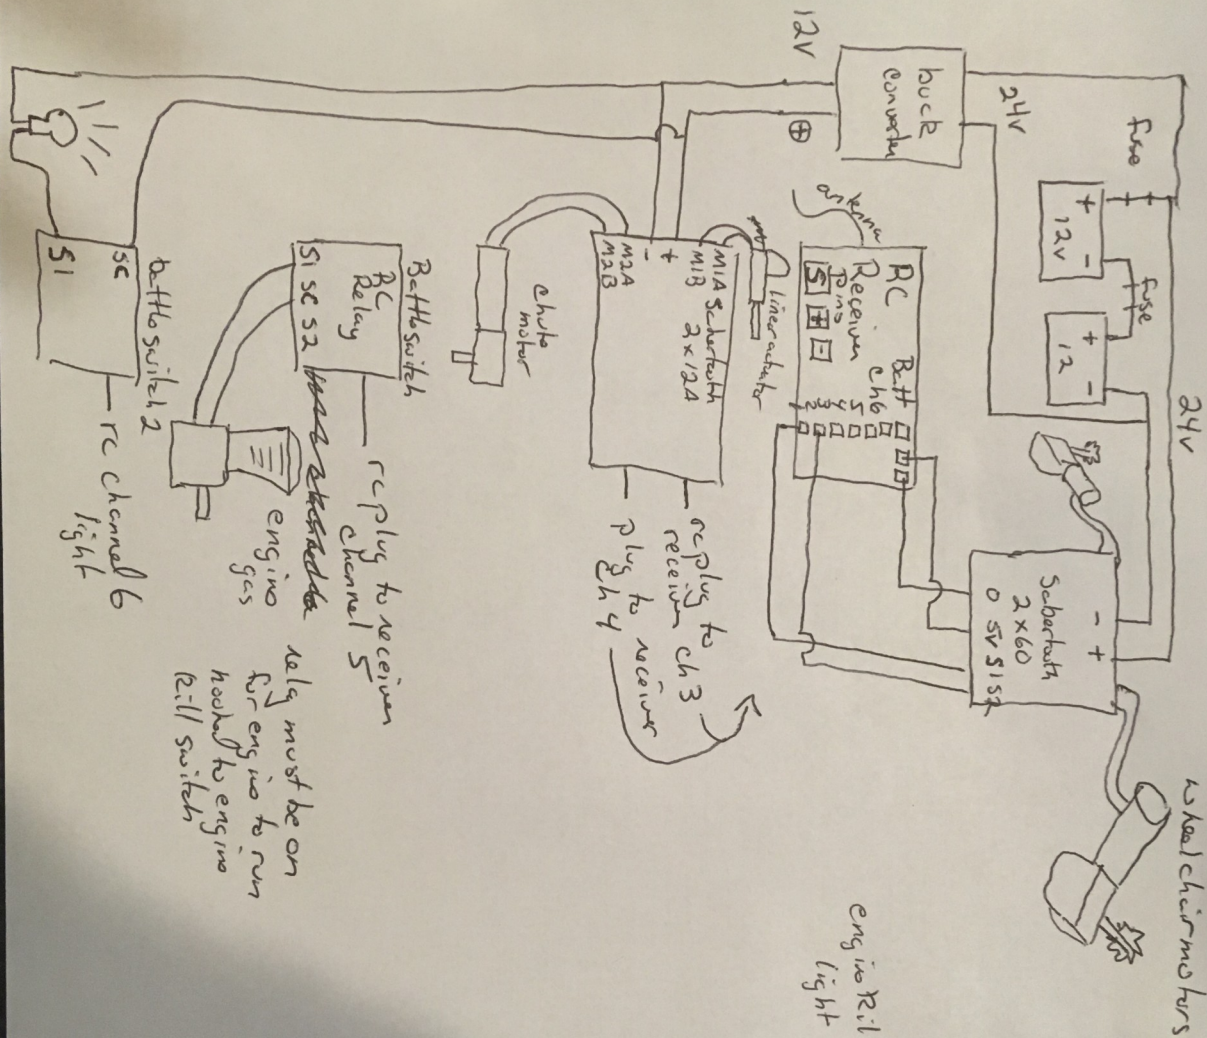 wheelchair motors
24v
fuse
fuse
24v
+ 12v -
+ 12 -
buck
converter
12v
⊕
- +
Sabertooth
2x60
0 5V S1 S2
antenna
RC
Receiver
Pins
S + -
Batt
ch6
5
4
3
2
+
-
linear actuator
M1A
M1B
+
-
M2A
M2B
Sabertooth
2x12A
rc plug to
receiver ch 3
plug to receiver
ch 4
chute
motor
Battleswitch
RC
Relay
S1 SC S2
rc plug to receiver
channel 5
engine
gas
relay must be on
for engine to run
hooked to engine
kill switch
battleswitch 2
SC
S1
rc channel 6
light
engine Kil
light